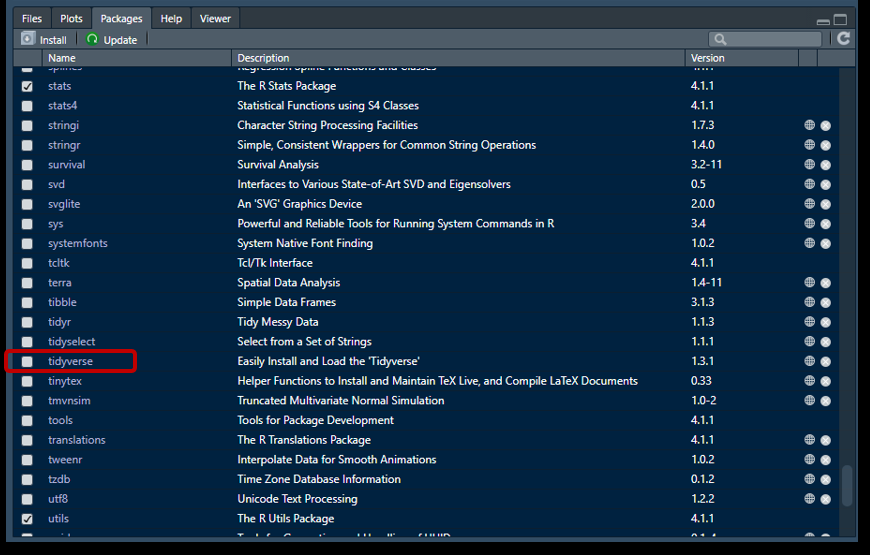 Files Plots Packages Help Viewer
Install Update
Name Description Version
splines Regression Spline Functions and Classes 4.1.1
stats The R Stats Package 4.1.1
stats4 Statistical Functions using S4 Classes 4.1.1
stringi Character String Processing Facilities 1.7.3
stringr Simple, Consistent Wrappers for Common String Operations 1.4.0
survival Survival Analysis 3.2-11
svd Interfaces to Various State-of-Art SVD and Eigensolvers 0.5
svglite An 'SVG' Graphics Device 2.0.0
sys Powerful and Reliable Tools for Running System Commands in R 3.4
systemfonts System Native Font Finding 1.0.2
tcltk Tcl/Tk Interface 4.1.1
terra Spatial Data Analysis 1.4-11
tibble Simple Data Frames 3.1.3
tidyr Tidy Messy Data 1.1.3
tidyselect Select from a Set of Strings 1.1.1
tidyverse Easily Install and Load the 'Tidyverse' 1.3.1
tinytex Helper Functions to Install and Maintain TeX Live, and Compile LaTeX Documents 0.33
tmvnsim Truncated Multivariate Normal Simulation 1.0-2
tools Tools for Package Development 4.1.1
translations The R Translations Package 4.1.1
tweenr Interpolate Data for Smooth Animations 1.0.2
tzdb Time Zone Database Information 0.1.2
utf8 Unicode Text Processing 1.2.2
utils The R Utils Package 4.1.1